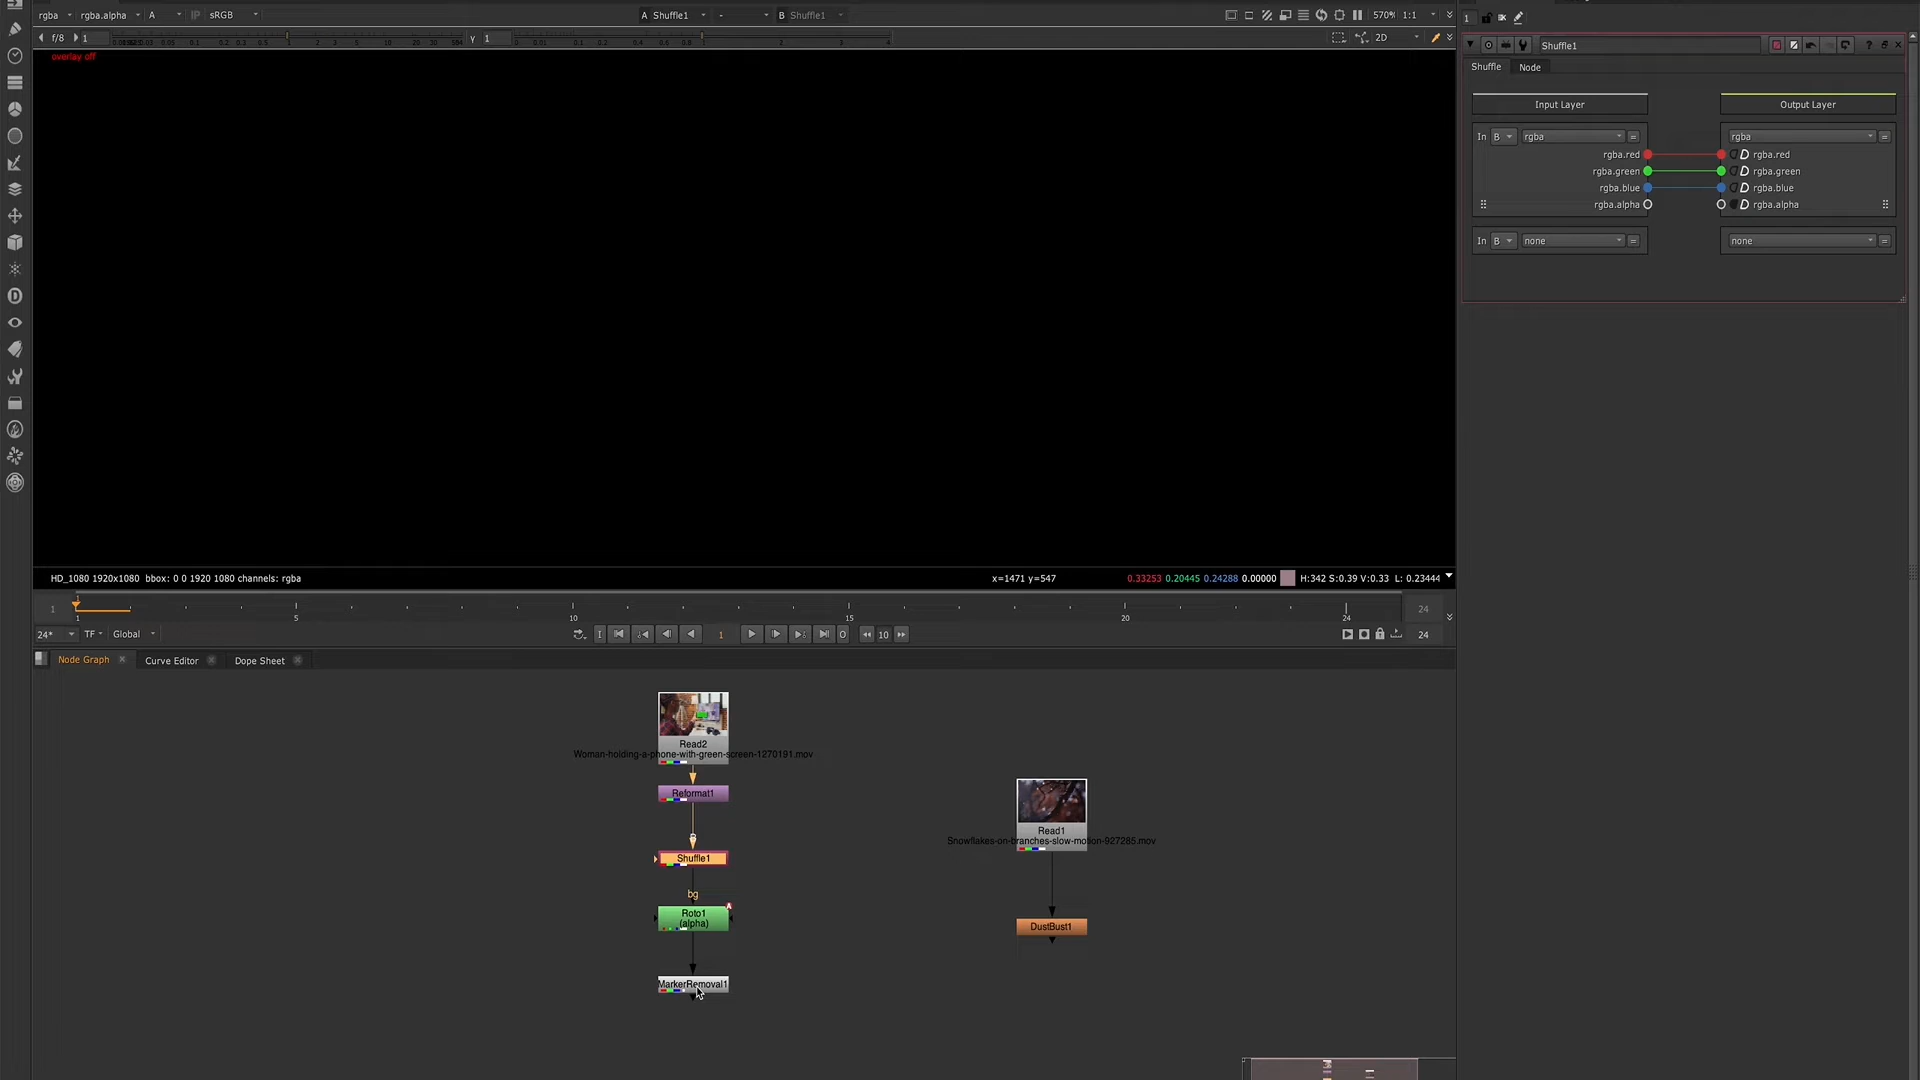 rgba rgba.alpha A IP sRGB A Shuffle1 - B Shuffle1 570% 1:1
f/8 1 γ 1 2D
overlay off
HD_1080 1920x1080 bbox: 0 0 1920 1080 channels: rgba x=1471 y=547 0.33253 0.20445 0.24288 0.00000 H:342 S:0.39 V:0.33 L: 0.23444
1 24
1 5 10 15 20 24
24* TF Global I 1 O 10 24
Node Graph Curve Editor Dope Sheet
Read2
Woman-holding-a-phone-with-green-screen-1270191.mov
Reformat1
Shuffle1
bg
Roto1
(alpha)
MarkerRemoval1
Read1
Snowflakes-on-branches-slow-motion-927285.mov
DustBust1
1
Shuffle1 ?
Shuffle Node
Input Layer Output Layer
In B rgba = rgba =
rgba.red D rgba.red
rgba.green D rgba.green
rgba.blue D rgba.blue
rgba.alpha D rgba.alpha
In B none = none =